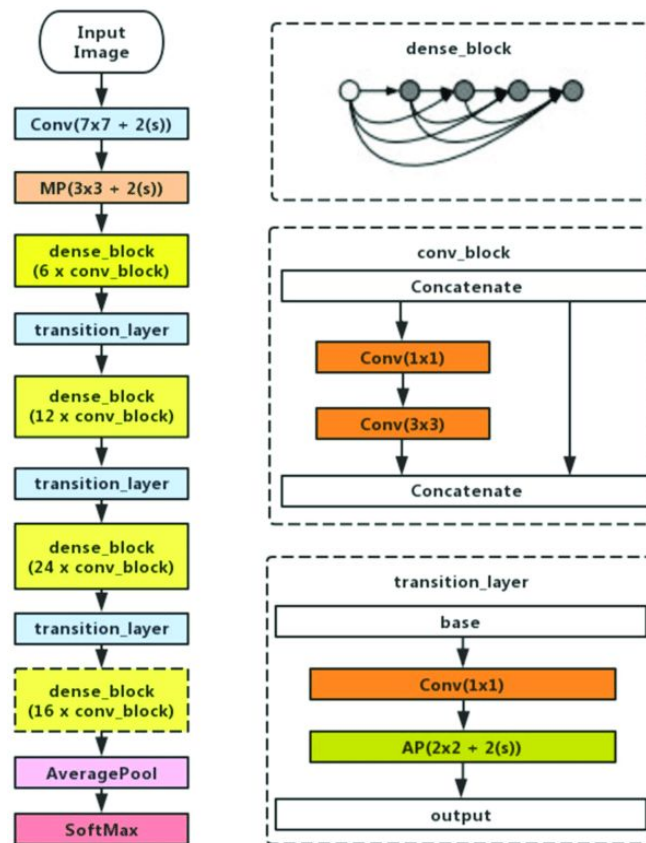 Input
Image
Conv(7x7 + 2(s))
MP(3x3 + 2(s))
dense_block
(6 x conv_block)
transition_layer
dense_block
(12 x conv_block)
transition_layer
dense_block
(24 x conv_block)
transition_layer
dense_block
(16 x conv_block)
AveragePool
SoftMax
dense_block
conv_block
Concatenate
Conv(1x1)
Conv(3x3)
Concatenate
transition_layer
base
Conv(1x1)
AP(2x2 + 2(s))
output